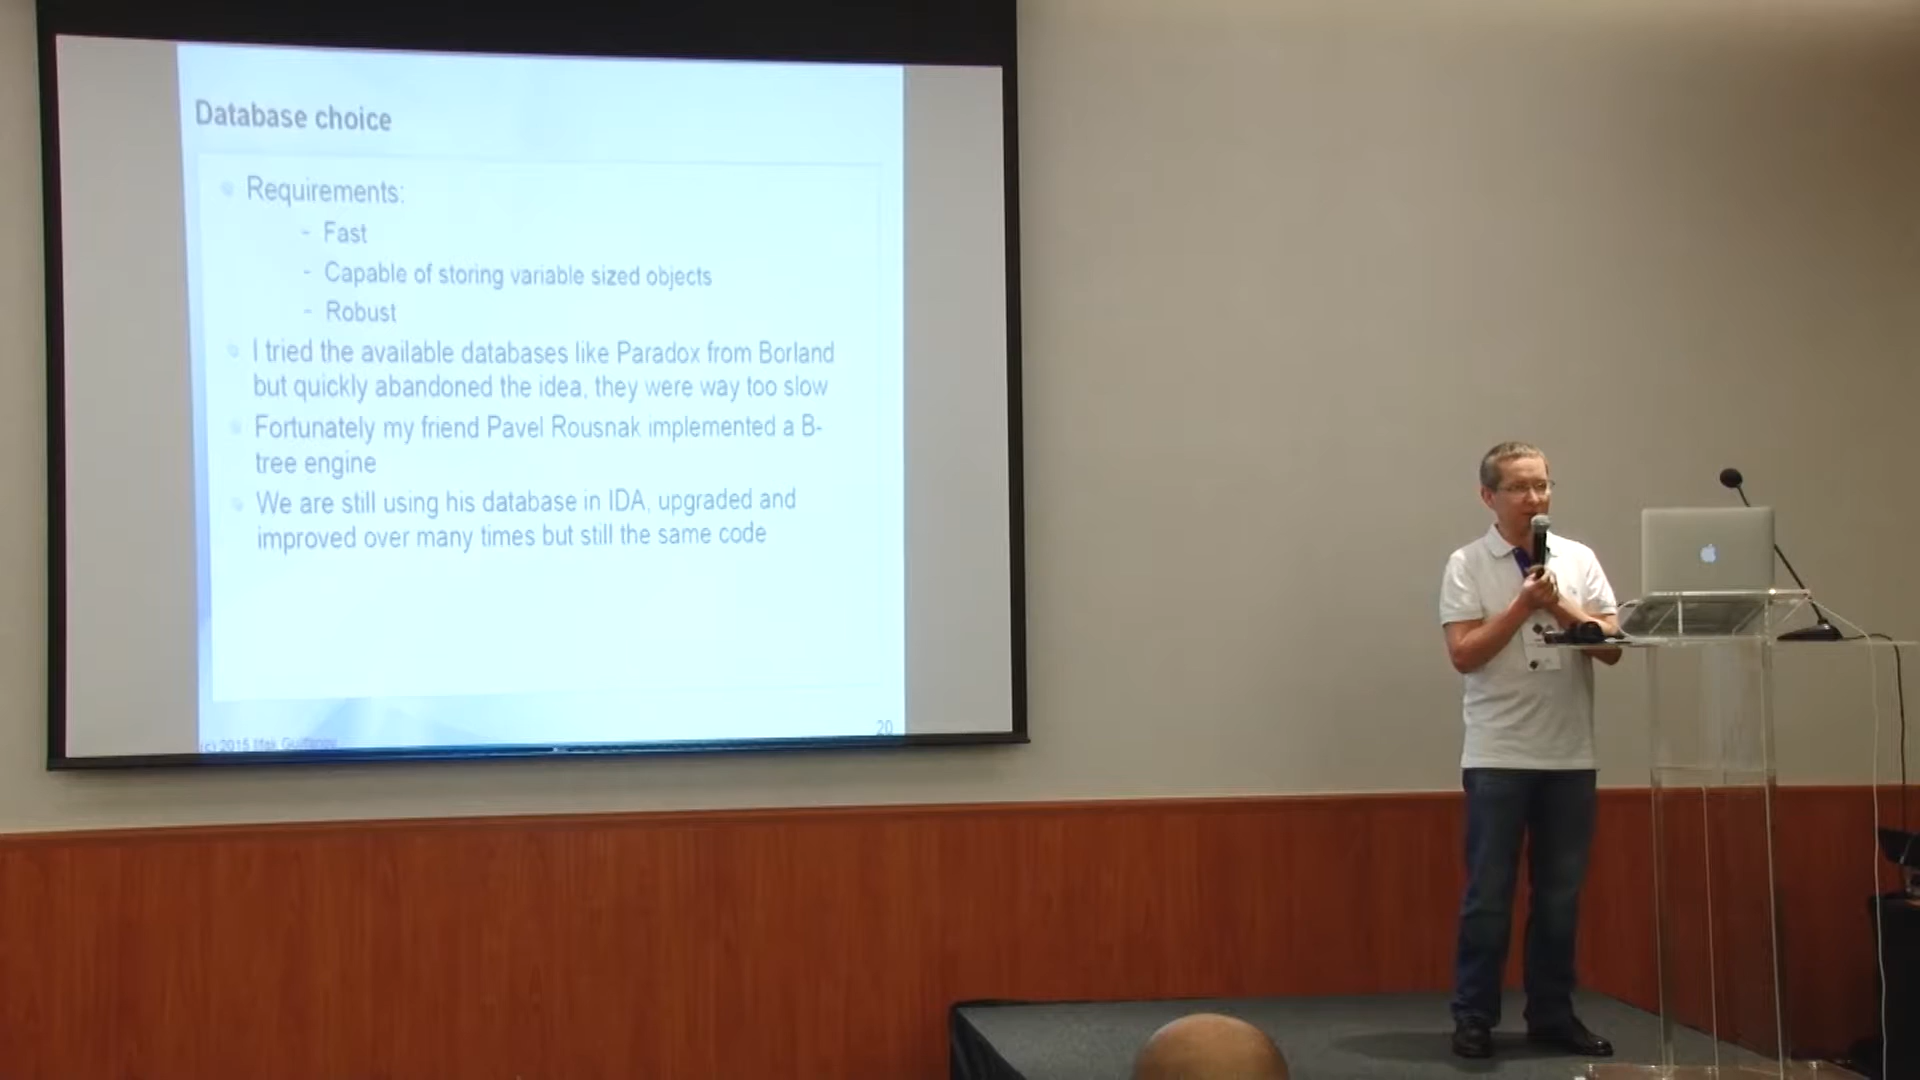 Database choice
Requirements:
- Fast
- Capable of storing variable sized objects
- Robust
I tried the available databases like Paradox from Borland
but quickly abandoned the idea, they were way too slow
Fortunately my friend Pavel Rousnak implemented a B-
tree engine
We are still using his database in IDA, upgraded and
improved over many times but still the same code
20
(c) 2015 Ilfak Guilfanov